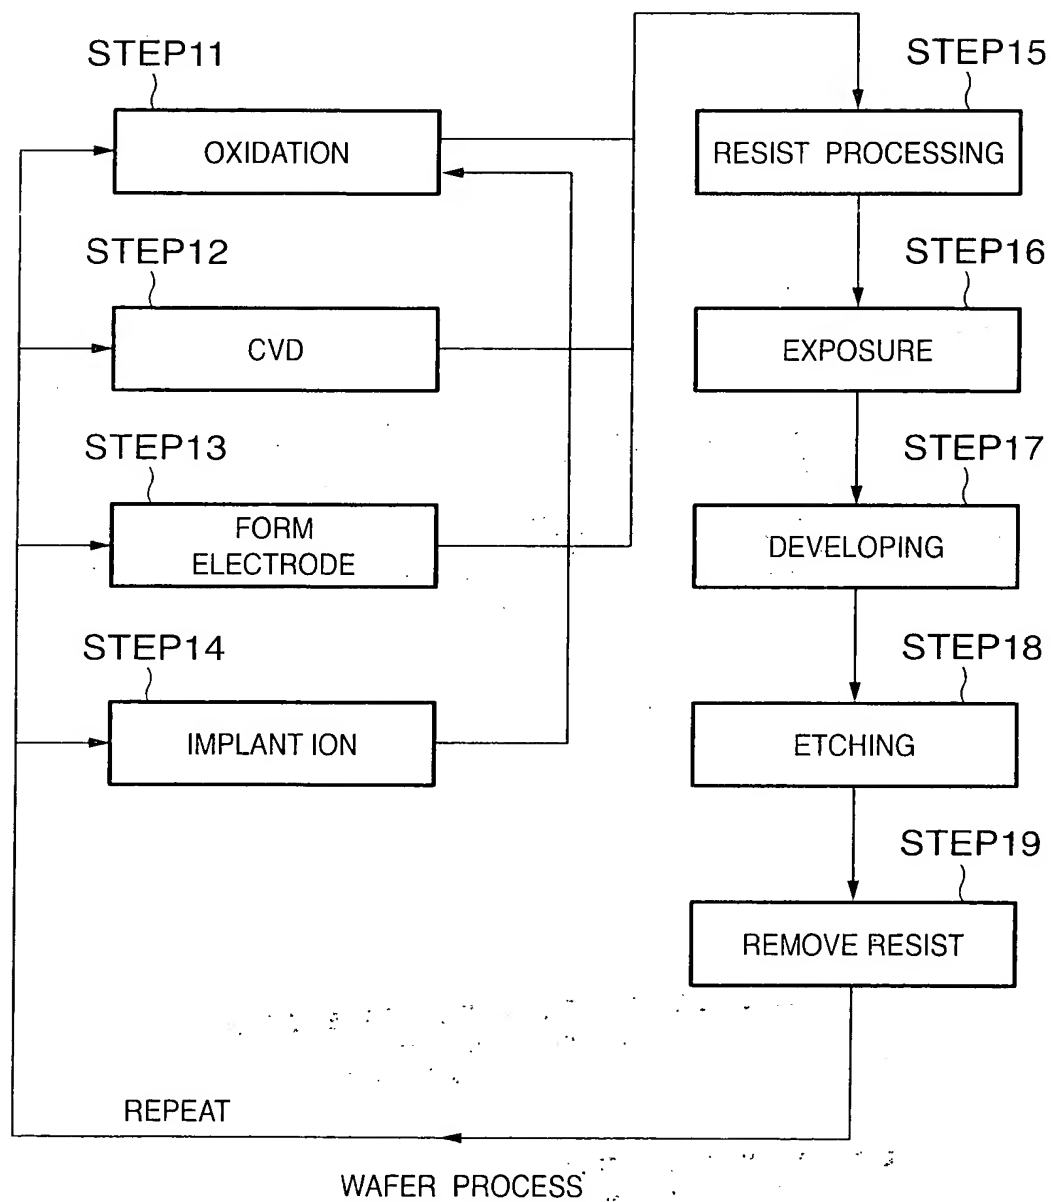 STEP11
OXIDATION
STEP12
CVD
STEP13
FORM
ELECTRODE
STEP14
IMPLANT ION
STEP15
RESIST PROCESSING
STEP16
EXPOSURE
STEP17
DEVELOPING
STEP18
ETCHING
STEP19
REMOVE RESIST
REPEAT
WAFER PROCESS